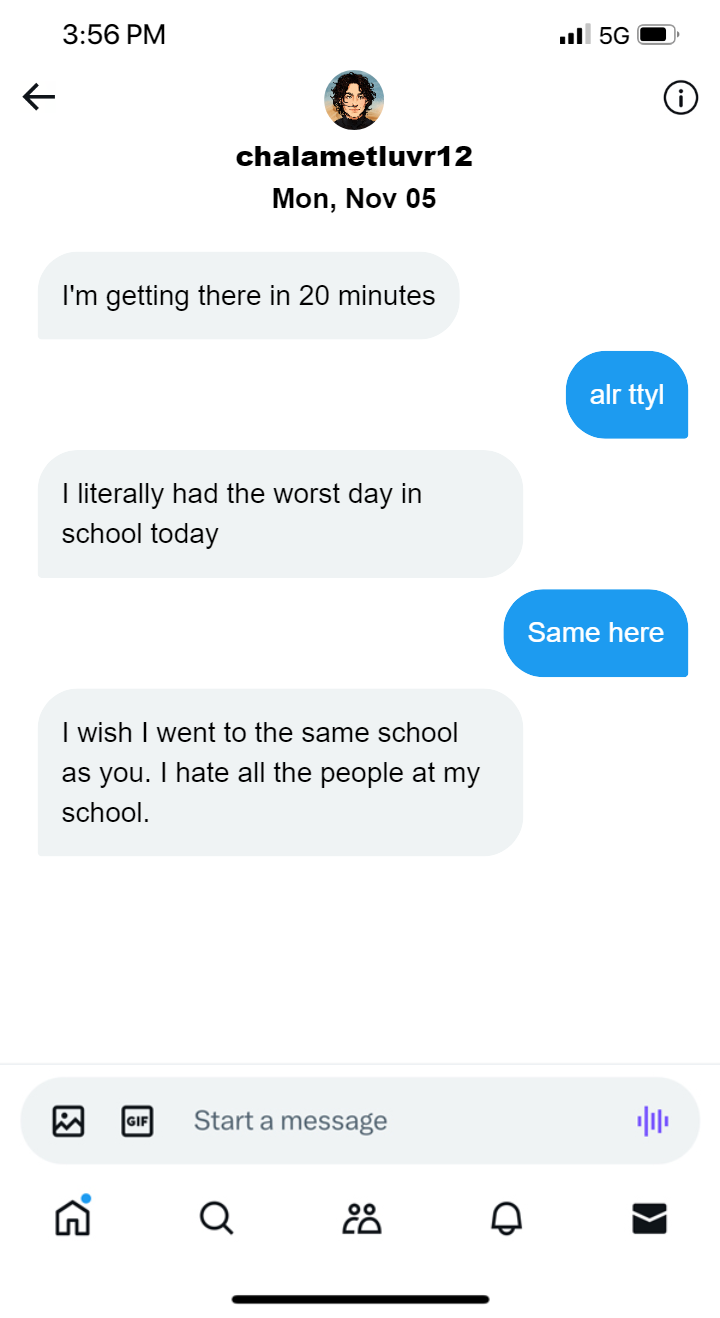 3:56 PM
5G
chalametluvr12
Mon, Nov 05
I'm getting there in 20 minutes
alr ttyl
I literally had the worst day in
school today
Same here
I wish I went to the same school
as you. I hate all the people at my
school.
GIF
Start a message